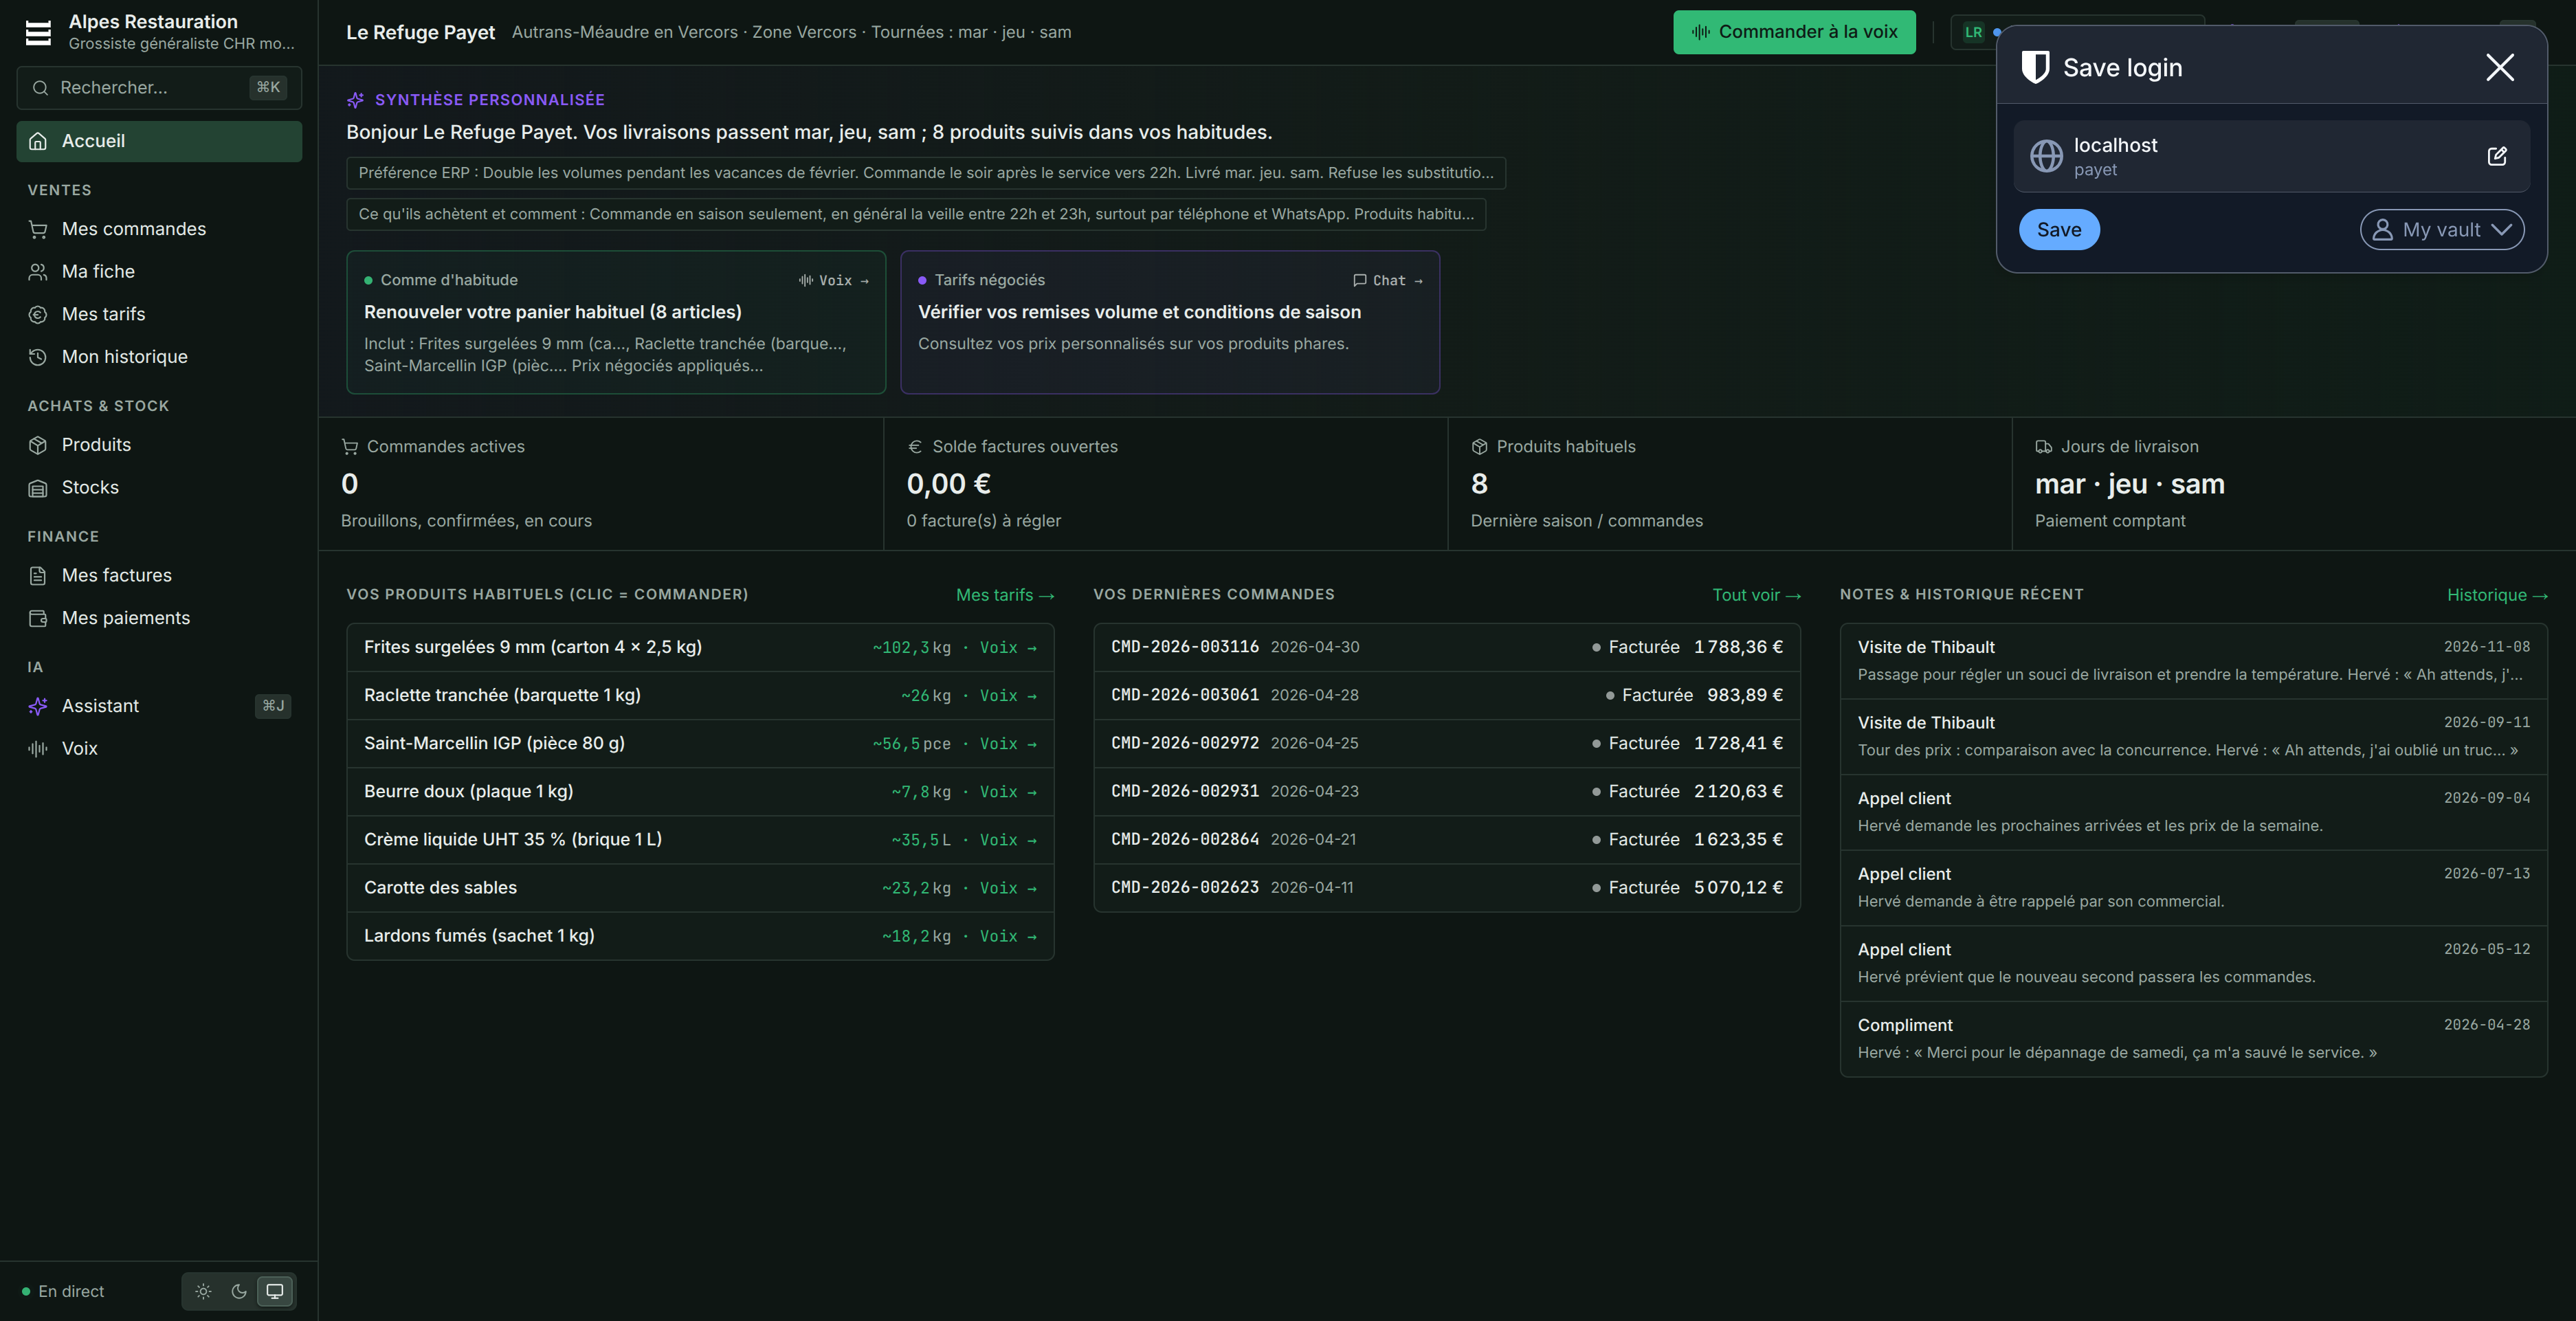 Alpes Restauration
Grossiste généraliste CHR mo...
Rechercher...
⌘K
Accueil
VENTES
Mes commandes
Ma fiche
Mes tarifs
Mon historique
ACHATS & STOCK
Produits
Stocks
FINANCE
Mes factures
Mes paiements
IA
Assistant
⌘J
Voix
En direct
Le Refuge Payet Autrans-Méaudre en Vercors · Zone Vercors · Tournées : mar · jeu · sam
Commander à la voix
LR
Save login
localhost
payet
Save
My vault
SYNTHÈSE PERSONNALISÉE
Bonjour Le Refuge Payet. Vos livraisons passent mar, jeu, sam ; 8 produits suivis dans vos habitudes.
Préférence ERP : Double les volumes pendant les vacances de février. Commande le soir après le service vers 22h. Livré mar. jeu. sam. Refuse les substitutio...
Ce qu'ils achètent et comment : Commande en saison seulement, en général la veille entre 22h et 23h, surtout par téléphone et WhatsApp. Produits habitu...
Comme d'habitude
Voix →
Renouveler votre panier habituel (8 articles)
Inclut : Frites surgelées 9 mm (ca..., Raclette tranchée (barque...,
Saint-Marcellin IGP (pièc.... Prix négociés appliqués...
Tarifs négociés
Chat →
Vérifier vos remises volume et conditions de saison
Consultez vos prix personnalisés sur vos produits phares.
Commandes actives
0
Brouillons, confirmées, en cours
Solde factures ouvertes
0,00 €
0 facture(s) à régler
Produits habituels
8
Dernière saison / commandes
Jours de livraison
mar · jeu · sam
Paiement comptant
VOS PRODUITS HABITUELS (CLIC = COMMANDER)
Mes tarifs →
Frites surgelées 9 mm (carton 4 × 2,5 kg) ~102,3 kg · Voix →
Raclette tranchée (barquette 1 kg) ~26 kg · Voix →
Saint-Marcellin IGP (pièce 80 g) ~56,5 pce · Voix →
Beurre doux (plaque 1 kg) ~7,8 kg · Voix →
Crème liquide UHT 35 % (brique 1 L) ~35,5 L · Voix →
Carotte des sables ~23,2 kg · Voix →
Lardons fumés (sachet 1 kg) ~18,2 kg · Voix →
VOS DERNIÈRES COMMANDES
Tout voir →
CMD-2026-003116 2026-04-30 Facturée 1 788,36 €
CMD-2026-003061 2026-04-28 Facturée 983,89 €
CMD-2026-002972 2026-04-25 Facturée 1 728,41 €
CMD-2026-002931 2026-04-23 Facturée 2 120,63 €
CMD-2026-002864 2026-04-21 Facturée 1 623,35 €
CMD-2026-002623 2026-04-11 Facturée 5 070,12 €
NOTES & HISTORIQUE RÉCENT
Historique →
Visite de Thibault 2026-11-08
Passage pour régler un souci de livraison et prendre la température. Hervé : « Ah attends, j'...
Visite de Thibault 2026-09-11
Tour des prix : comparaison avec la concurrence. Hervé : « Ah attends, j'ai oublié un truc... »
Appel client 2026-09-04
Hervé demande les prochaines arrivées et les prix de la semaine.
Appel client 2026-07-13
Hervé demande à être rappelé par son commercial.
Appel client 2026-05-12
Hervé prévient que le nouveau second passera les commandes.
Compliment 2026-04-28
Hervé : « Merci pour le dépannage de samedi, ça m'a sauvé le service. »